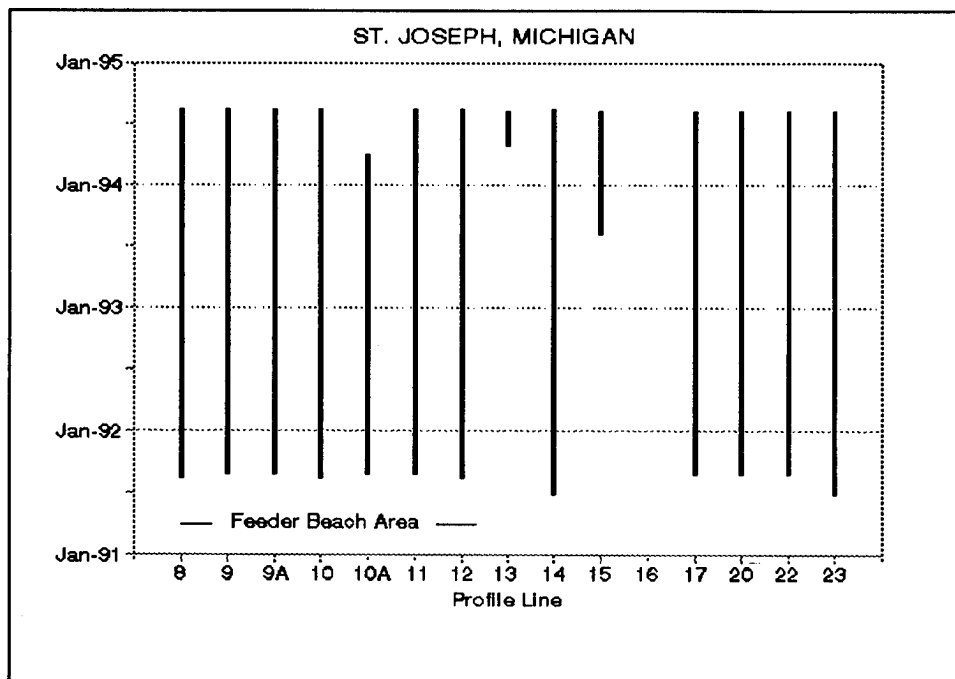 ST. JOSEPH, MICHIGAN
Jan-95
Jan-94
Jan-93
Jan-92
Jan-91
Feeder Beach Area
8 9 9A 10 10A 11 12 13 14 15 16 17 20 22 23
Profile Line